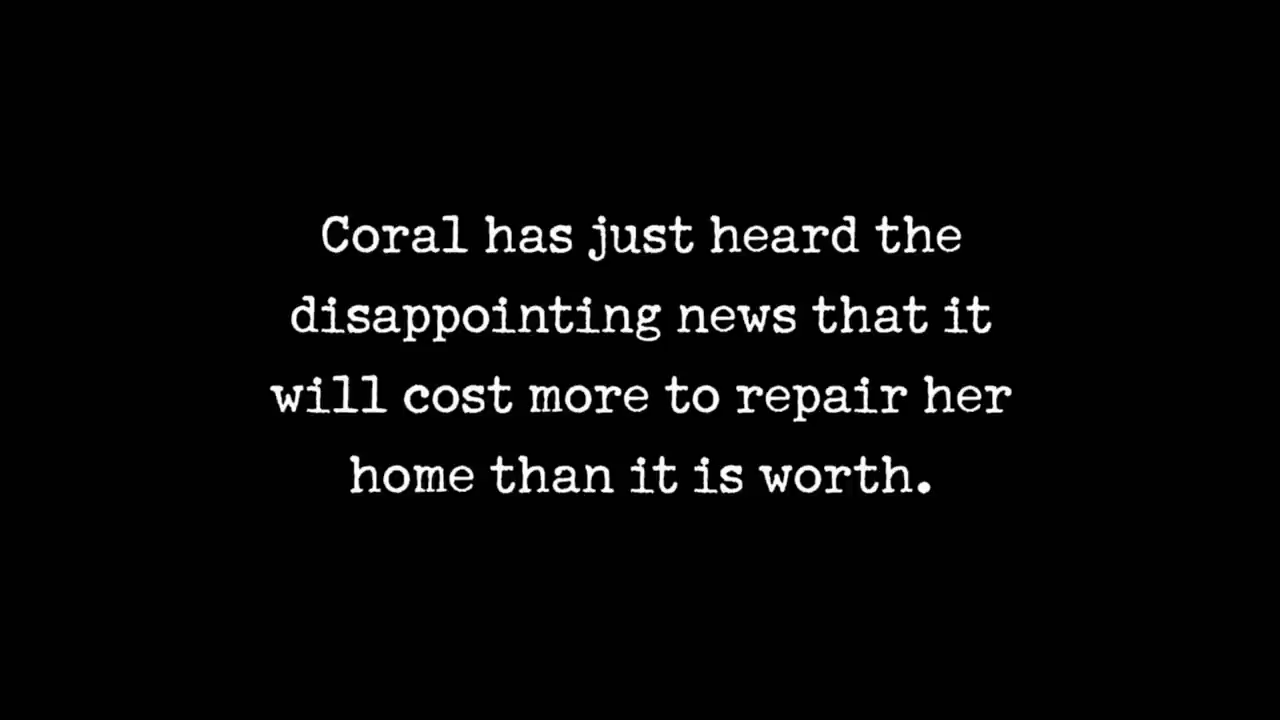 Coral has just heard the
disappointing news that it
will cost more to repair her
home than it is worth.